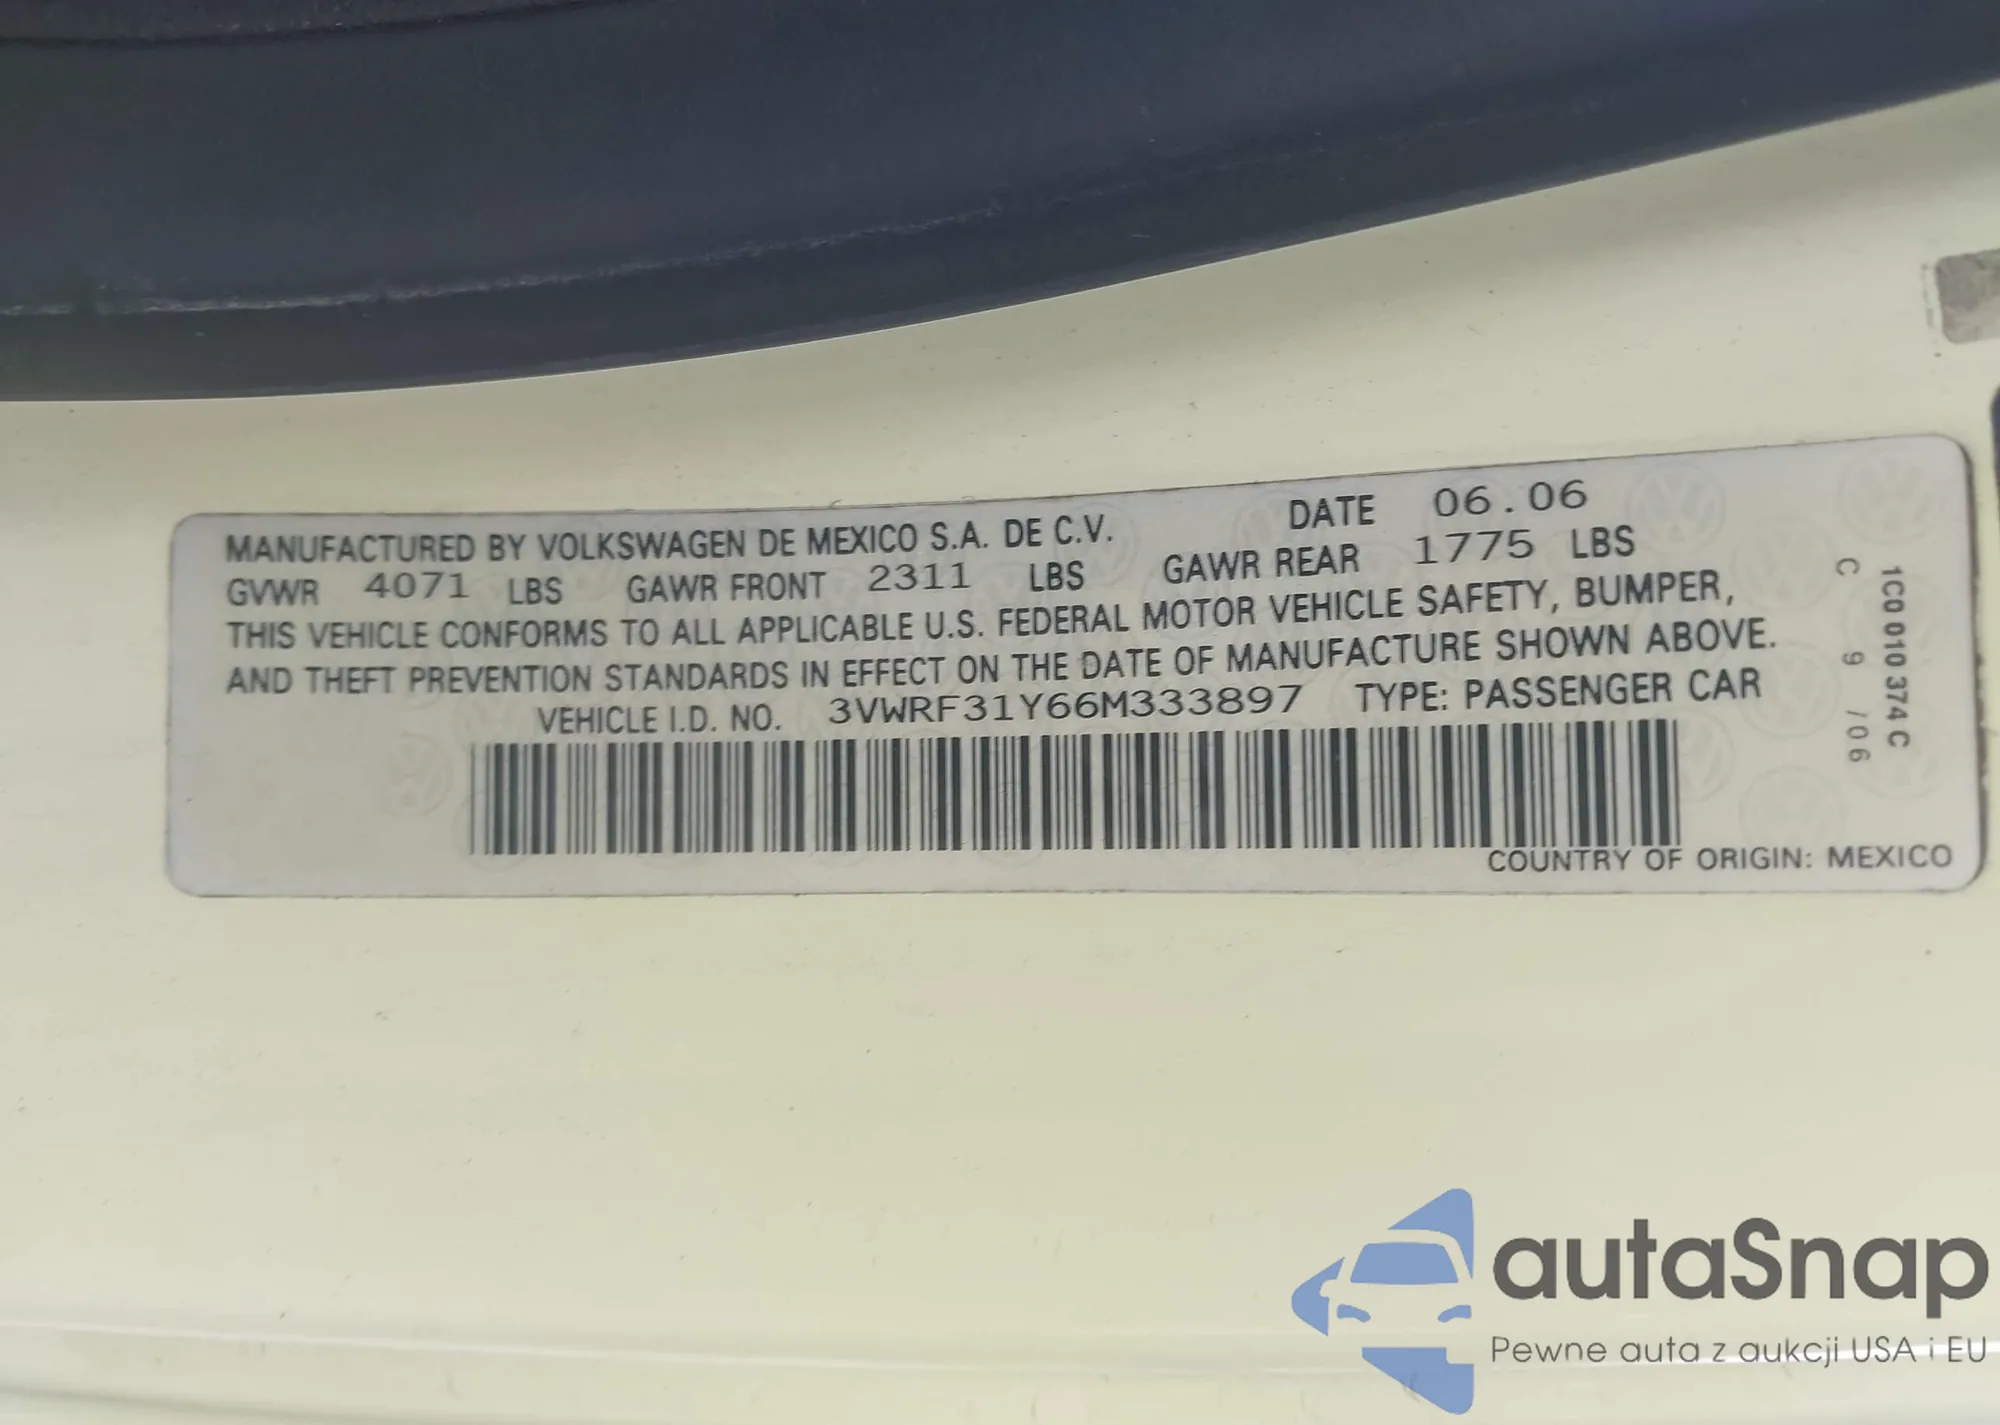 MANUFACTURED BY VOLKSWAGEN DE MEXICO S.A. DE C.V. DATE 06.06
GVWR 4071 LBS GAWR FRONT 2311 LBS GAWR REAR 1775 LBS
THIS VEHICLE CONFORMS TO ALL APPLICABLE U.S. FEDERAL MOTOR VEHICLE SAFETY, BUMPER,
AND THEFT PREVENTION STANDARDS IN EFFECT ON THE DATE OF MANUFACTURE SHOWN ABOVE.
VEHICLE I.D. NO. 3VWRF31Y66M333897 TYPE: PASSENGER CAR
COUNTRY OF ORIGIN: MEXICO
1C0 010 374 C
C 9 /06
autaSnap
Pewne auta z aukcji USA i EU